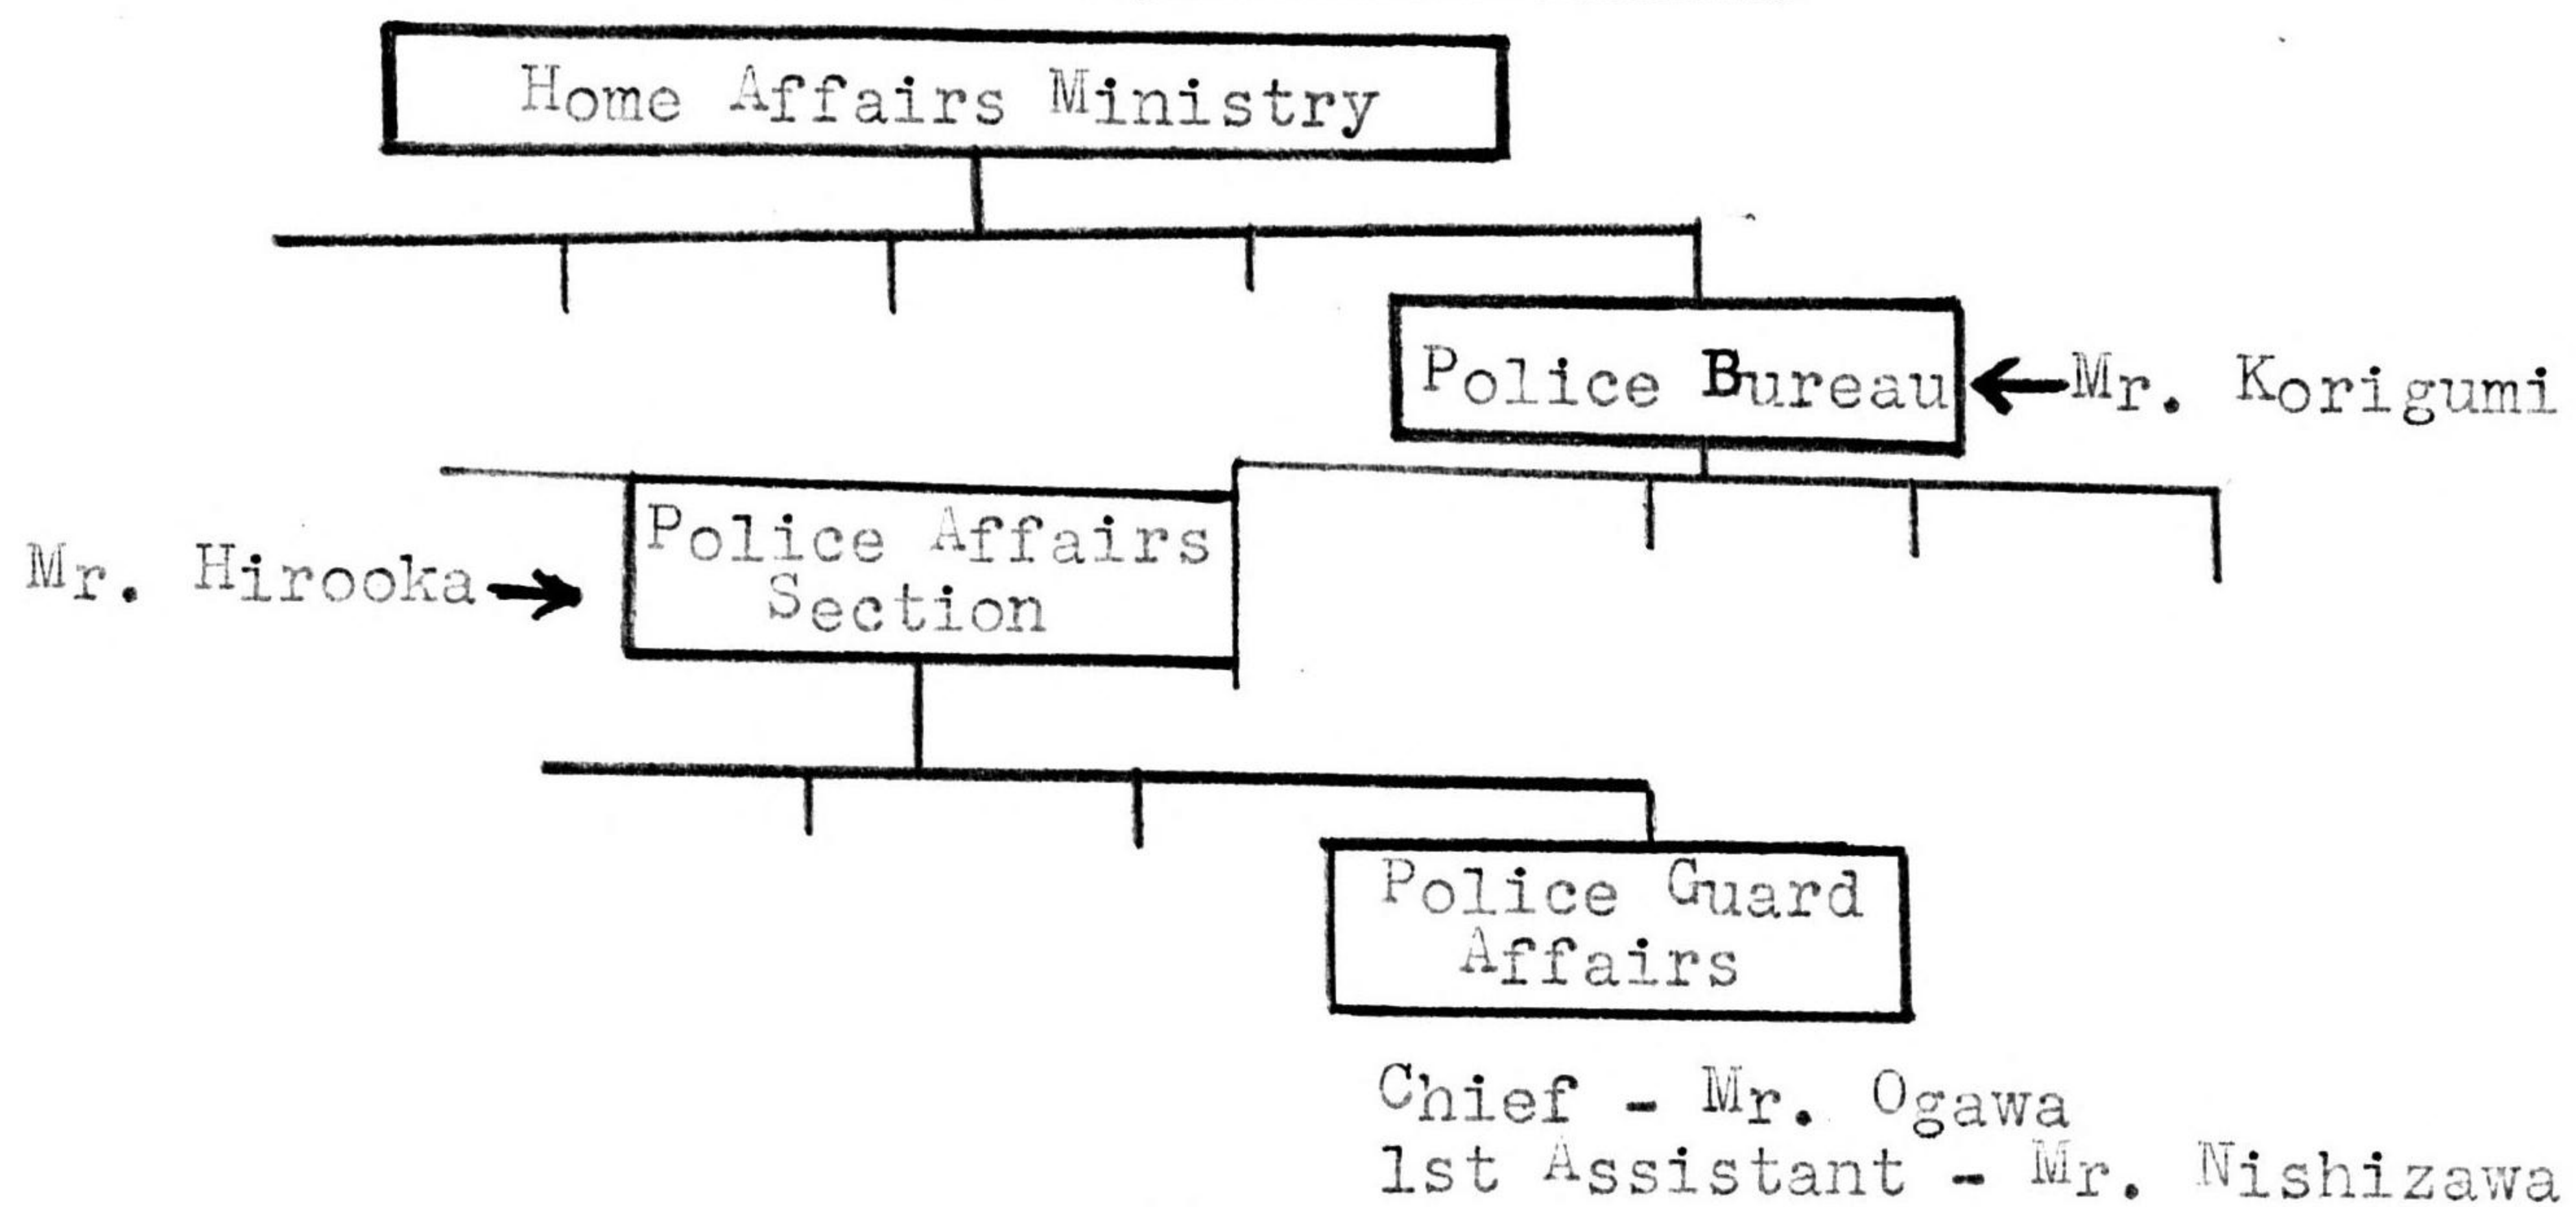 Home Affairs Ministry
Police Bureau
Mr. Korigumi
Police Affairs
Section
Mr. Hirooka
Police Guard
Affairs
Chief - Mr. Ogawa
1st Assistant - Mr. Nishizawa